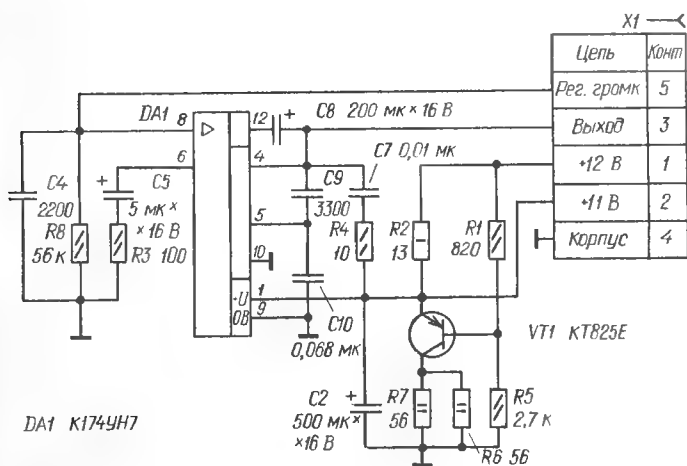 X1
Цепь Конт
Рег. громк 5
Выход 3
+12 В 1
+11 В 2
Корпус 4
DA1
8
6
12
4
5
10
1
9
▷
+U
0В
C8 200 мк × 16 В
C7 0,01 мк
C9
3300
R4
10
R2
13
R1
820
C4
2200
C5
5 мк ×
× 16 В
R8
56 к
R3 100
C10
0,068 мк
VT1 КТ825Е
C2
500 мк ×
× 16 В
R7
56
R6 56
R5
2,7 к
DA1 К174УН7